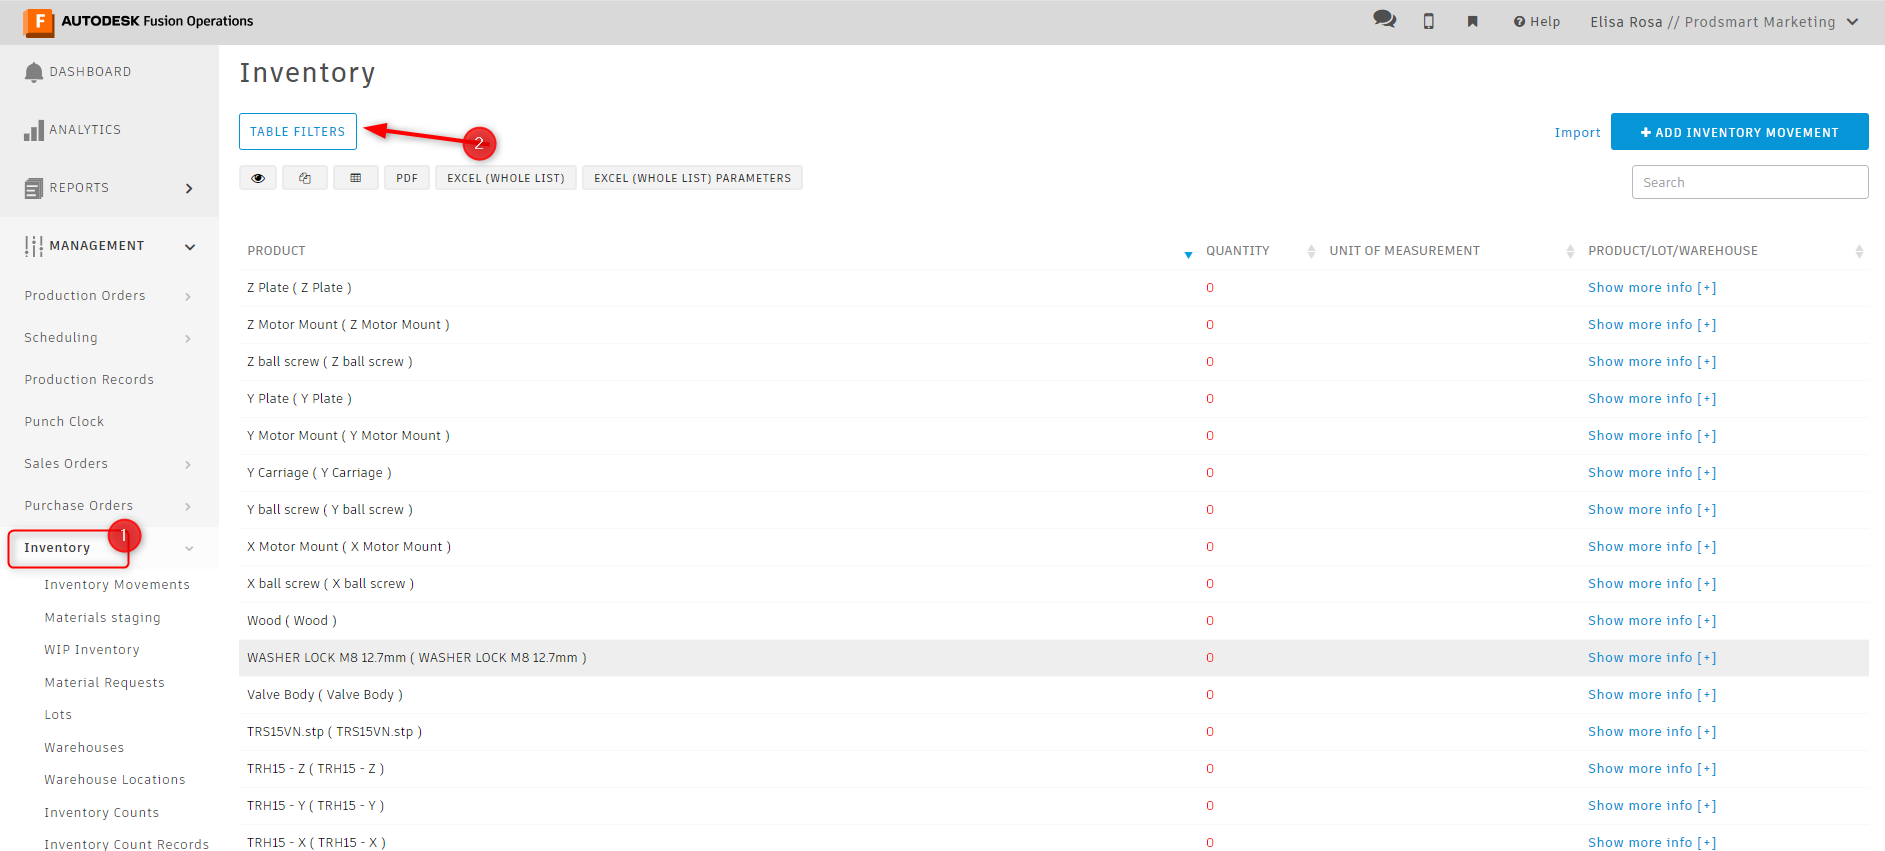 F AUTODESK Fusion Operations
Help
Elisa Rosa // Prodsmart Marketing
DASHBOARD
ANALYTICS
REPORTS
MANAGEMENT
Production Orders
Scheduling
Production Records
Punch Clock
Sales Orders
Purchase Orders
1
Inventory
Inventory Movements
Materials staging
WIP Inventory
Material Requests
Lots
Warehouses
Warehouse Locations
Inventory Counts
Inventory Count Records
Inventory
TABLE FILTERS
2
Import
+ ADD INVENTORY MOVEMENT
PDF
EXCEL (WHOLE LIST)
EXCEL (WHOLE LIST) PARAMETERS
Search
PRODUCT QUANTITY UNIT OF MEASUREMENT PRODUCT/LOT/WAREHOUSE
Z Plate ( Z Plate ) 0 Show more info [+]
Z Motor Mount ( Z Motor Mount ) 0 Show more info [+]
Z ball screw ( Z ball screw ) 0 Show more info [+]
Y Plate ( Y Plate ) 0 Show more info [+]
Y Motor Mount ( Y Motor Mount ) 0 Show more info [+]
Y Carriage ( Y Carriage ) 0 Show more info [+]
Y ball screw ( Y ball screw ) 0 Show more info [+]
X Motor Mount ( X Motor Mount ) 0 Show more info [+]
X ball screw ( X ball screw ) 0 Show more info [+]
Wood ( Wood ) 0 Show more info [+]
WASHER LOCK M8 12.7mm ( WASHER LOCK M8 12.7mm ) 0 Show more info [+]
Valve Body ( Valve Body ) 0 Show more info [+]
TRS15VN.stp ( TRS15VN.stp ) 0 Show more info [+]
TRH15 - Z ( TRH15 - Z ) 0 Show more info [+]
TRH15 - Y ( TRH15 - Y ) 0 Show more info [+]
TRH15 - X ( TRH15 - X ) 0 Show more info [+]